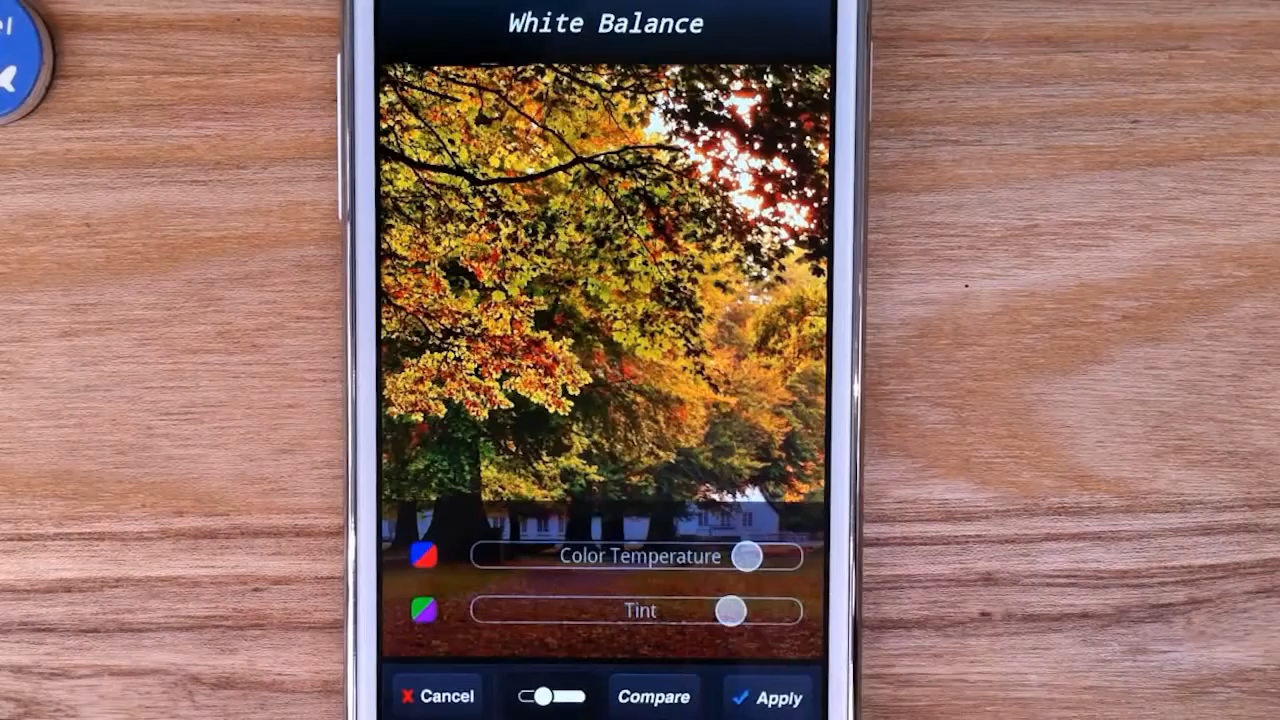 White Balance
Color Temperature
Tint
Cancel
Compare
Apply